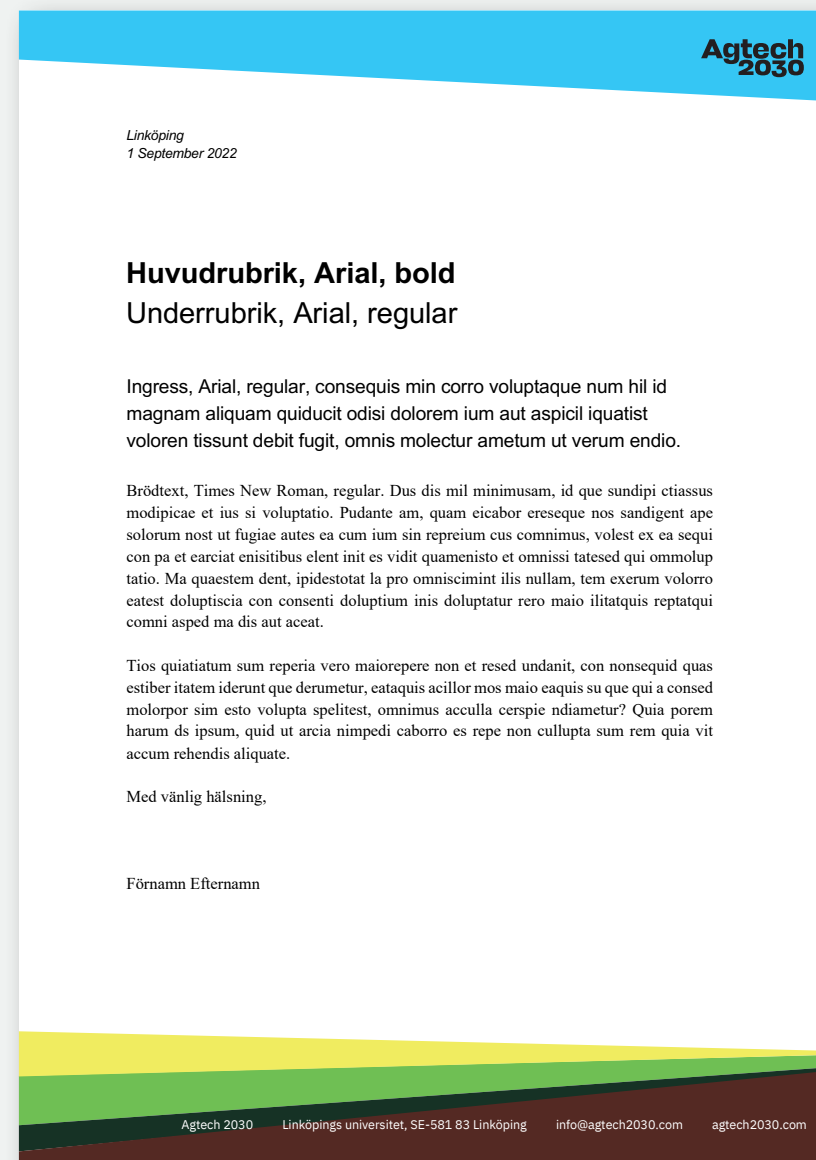 Agtech
2030
Linköping
1 September 2022
Huvudrubrik, Arial, bold
Underrubrik, Arial, regular
Ingress, Arial, regular, consequis min corro voluptaque num hil id
magnam aliquam quiducit odisi dolorem ium aut aspicil iquatist
voloren tissunt debit fugit, omnis molectur ametum ut verum endio.
Brödtext, Times New Roman, regular. Dus dis mil minimusam, id que sundipi ctiassus
modipicae et ius si voluptatio. Pudante am, quam eicabor ereseque nos sandigent ape
solorum nost ut fugiae autes ea cum ium sin repreium cus comnimus, volest ex ea sequi
con pa et earciat enisitibus elent init es vidit quamenisto et omnissi tatesed qui ommolup
tatio. Ma quaestem dent, ipidestotat la pro omniscimint ilis nullam, tem exerum volorro
eatest doluptiscia con consenti doluptium inis doluptatur rero maio ilitatquis reptatqui
comni asped ma dis aut aceat.
Tios quiatiatum sum reperia vero maiorepere non et resed undanit, con nonsequid quas
estiber itatem iderunt que derumetur, eataquis acillor mos maio eaquis su que qui a consed
molorpor sim esto volupta spelitest, omnimus acculla cerspie ndiametur? Quia porem
harum ds ipsum, quid ut arcia nimpedi caborro es repe non cullupta sum rem quia vit
accum rehendis aliquate.
Med vänlig hälsning,
Förnamn Efternamn
Agtech 2030 Linköpings universitet, SE-581 83 Linköping info@agtech2030.com agtech2030.com